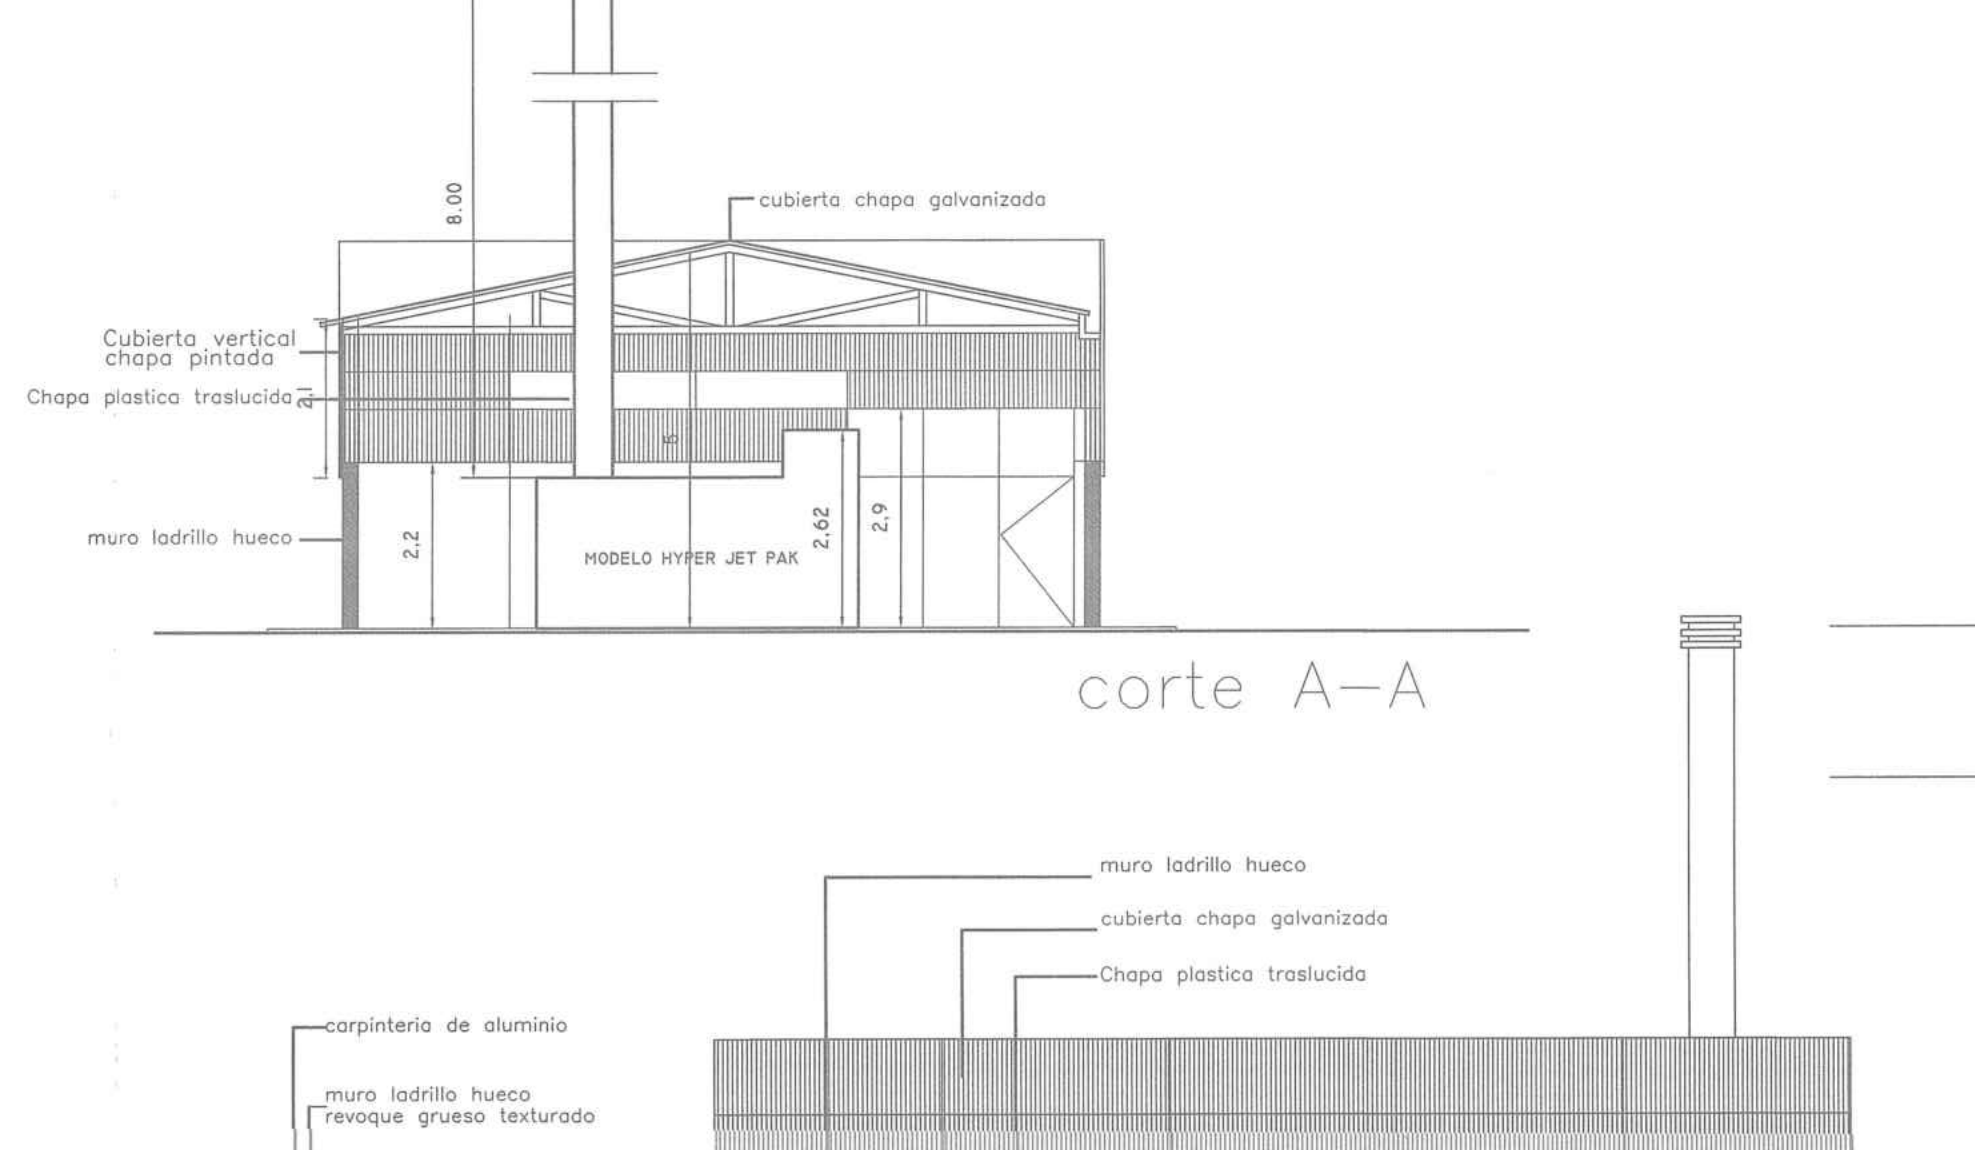 8.00
cubierta chapa galvanizada
Cubierta vertical
chapa pintada
Chapa plastica traslucida
2,1
5
muro ladrillo hueco
2,2
MODELO HYPER JET PAK
2,62
2,9
corte A-A
muro ladrillo hueco
cubierta chapa galvanizada
Chapa plastica traslucida
carpinteria de aluminio
muro ladrillo hueco
revoque grueso texturado